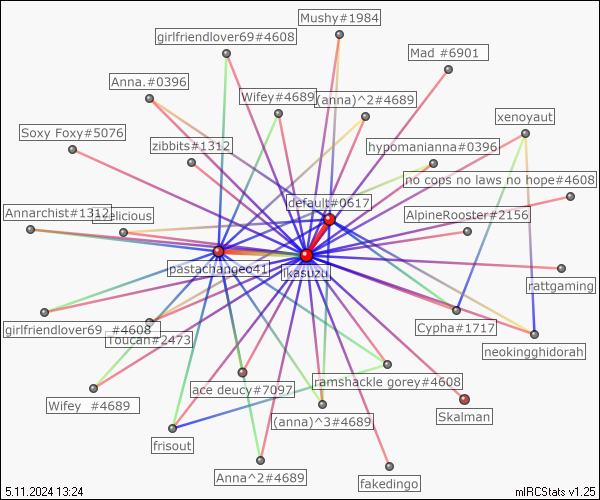 Mushy#1984
girlfriendlover69#4608
Mad #6901
Anna.#0396
Wifey#4689
(anna)^2#4689
xenoyaut
Soxy Foxy#5076
zibbits#1312
hypomanianna#0396
no cops no laws no hope#4608
default#0617
Annarchist#1312
AlpineRooster#2156
pastachangeo41
ikasuzu
rattgaming
girlfriendlover69 #4608
Toucan#2473
Cypha#1717
neokingghidorah
ace deucy#7097
ramshackle gorey#4608
Wifey #4689
(anna)^3#4689
Skalman
frisout
Anna^2#4689
fakedingo
5.11.2024 13:24
mIRCStats v1.25